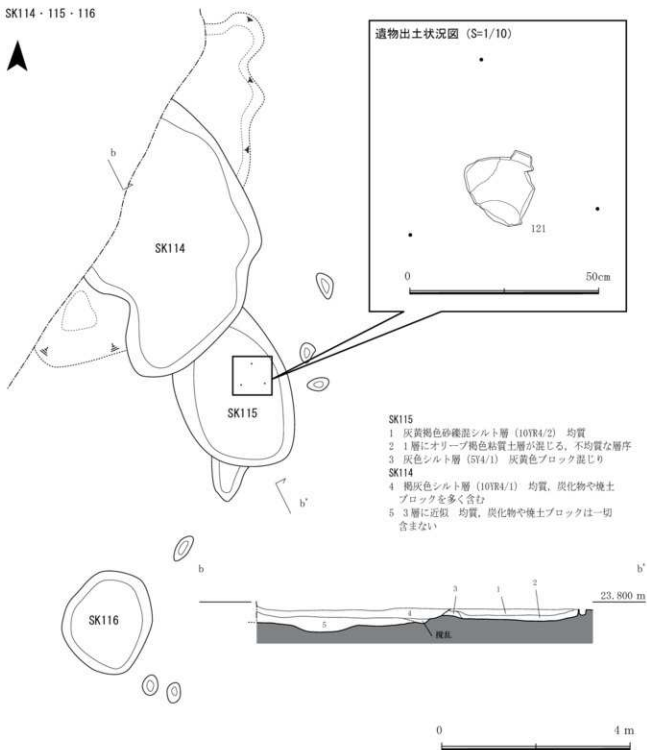 SK114・115・116
遺物出土状況図 (S=1/10)
121
0 50cm
b
SK114
SK115
b'
SK115
1 灰黄褐色砂礫混シルト層 (10YR4/2) 均質
2 1層にオリーブ褐色粘質土層が混じる、不均質な層序
3 灰色シルト層 (5Y4/1) 灰黄色ブロック混じり
SK114
4 褐灰色シルト層 (10YR4/1) 均質、炭化物や焼土
ブロックを多く含む
5 3層に近似 均質、炭化物や焼土ブロックは一切
含まない
SK116
b b'
3 1 2
23.800 m
4
5
攪乱
0 4 m